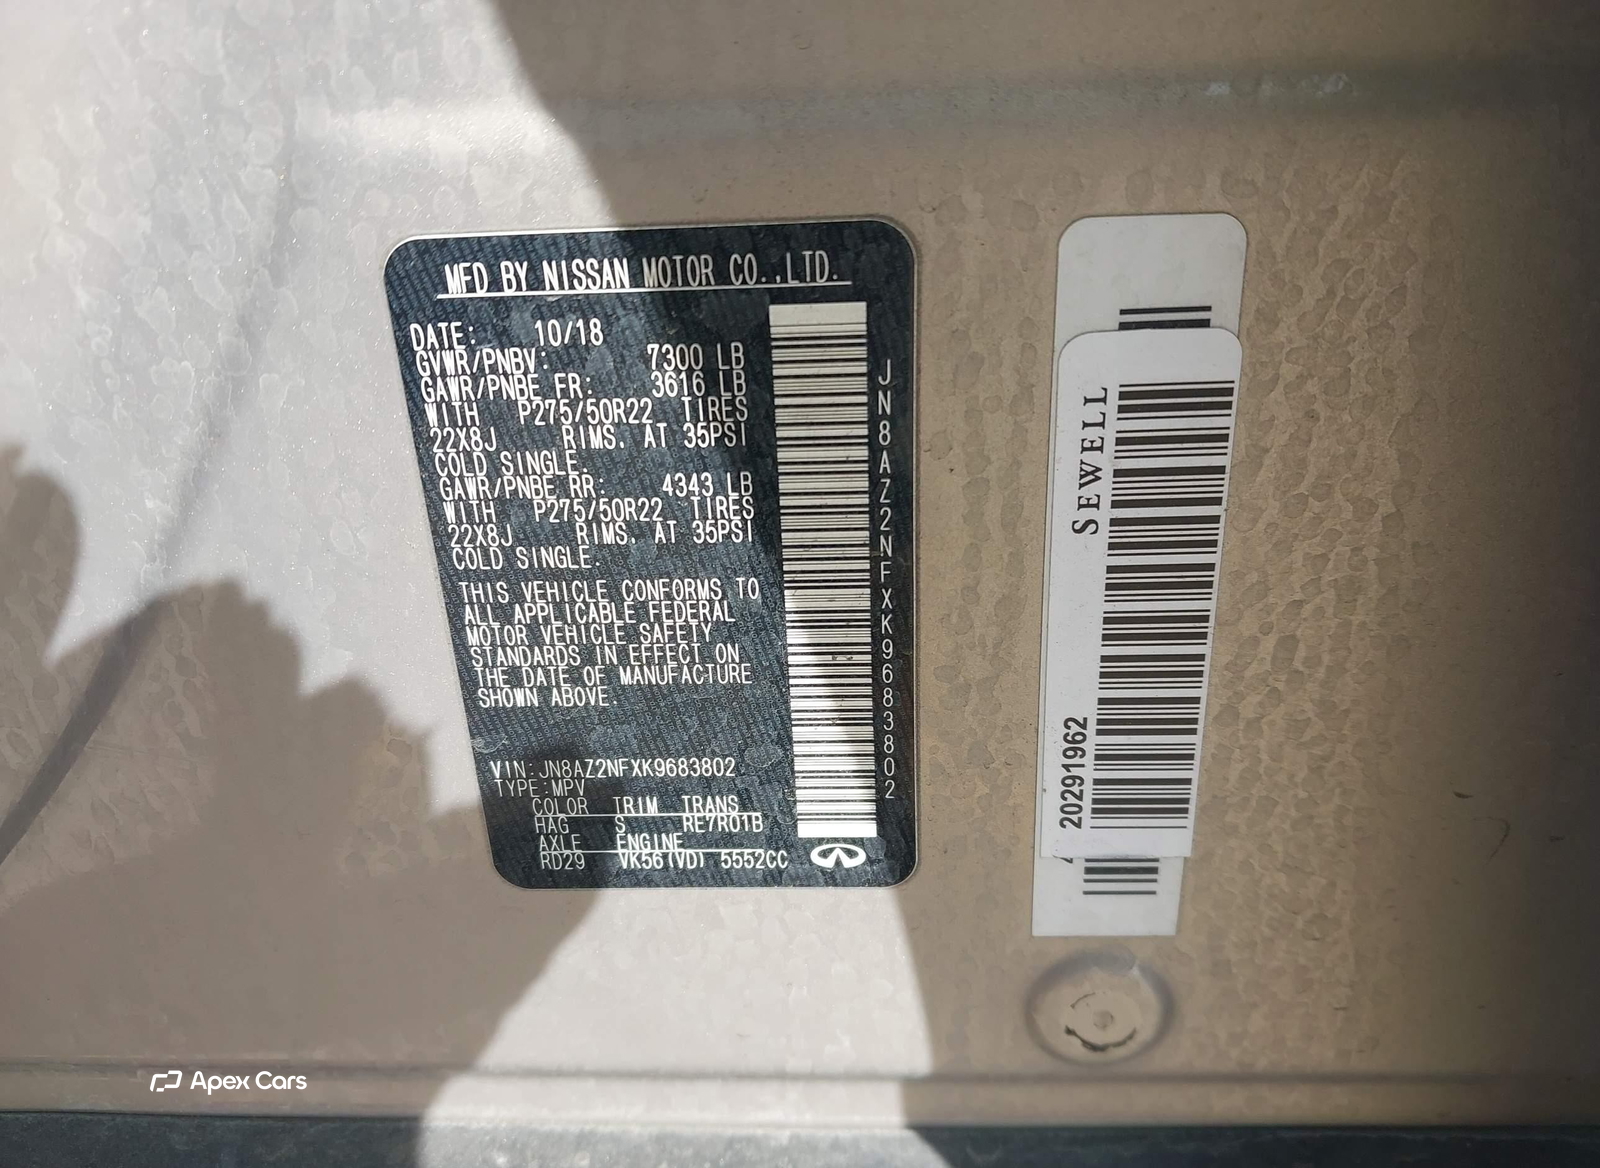 MFD BY NISSAN MOTOR CO.,LTD.
DATE: 10/18
GVWR/PNBV: 7300 LB
GAWR/PNBE FR: 3616 LB
WITH P275/50R22 TIRES
22X8J RIMS. AT 35PSI
COLD SINGLE.
GAWR/PNBE RR: 4343 LB
WITH P275/50R22 TIRES
22X8J RIMS. AT 35PSI
COLD SINGLE.
THIS VEHICLE CONFORMS TO
ALL APPLICABLE FEDERAL
MOTOR VEHICLE SAFETY
STANDARDS IN EFFECT ON
THE DATE OF MANUFACTURE
SHOWN ABOVE.
VIN:JN8AZ2NFXK9683802
TYPE:MPV
COLOR TRIM TRANS
HAG S RE7R01B
AXLE ENGINE
RD29 VK56(VD) 5552CC
JN8AZ2NFXK9683802
SEWELL
20291962
Apex Cars